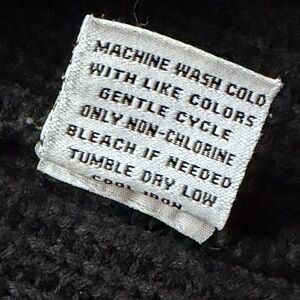 MACHINE WASH COLD
WITH LIKE COLORS
GENTLE CYCLE
ONLY NON-CHLORINE
BLEACH IF NEEDED
TUMBLE DRY LOW
COOL IRON